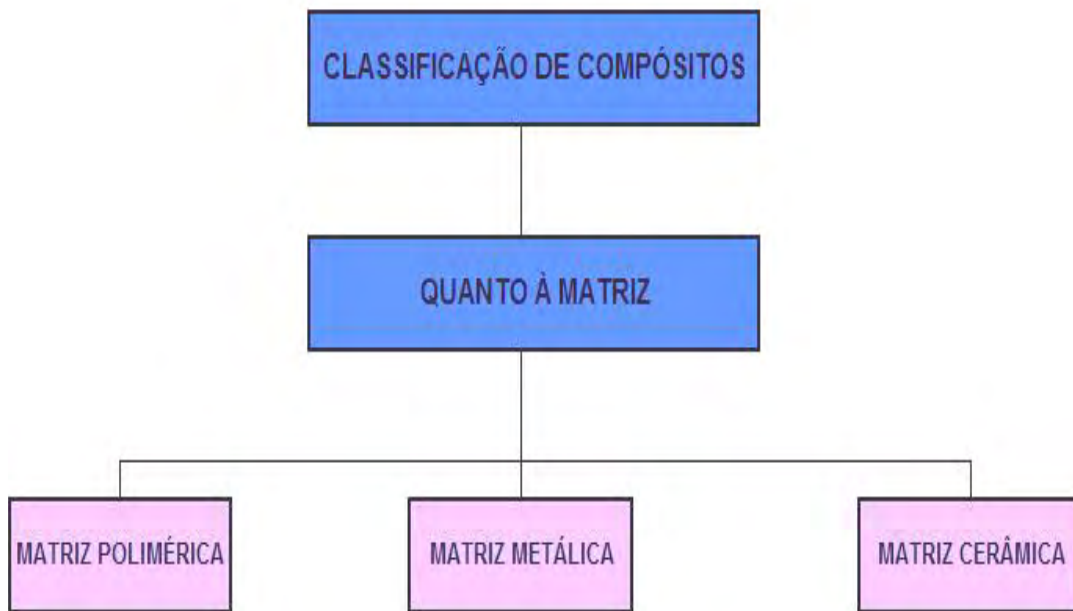 CLASSIFICAÇÃO DE COMPÓSITOS
QUANTO À MATRIZ
MATRIZ POLIMÉRICA
MATRIZ METÁLICA
MATRIZ CERÂMICA